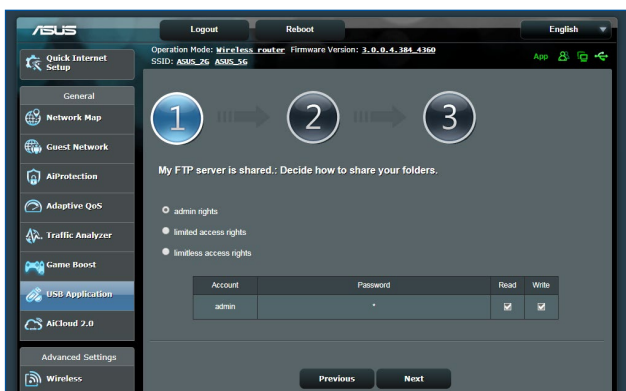 ASUS
Logout
Reboot
English
Quick Internet
Setup
Operation Mode: Wireless router Firmware Version: 3.0.0.4.384_4360
SSID: ASUS_2G ASUS_5G
App
General
Network Map
Guest Network
AiProtection
Adaptive QoS
Traffic Analyzer
Game Boost
USB Application
AiCloud 2.0
Advanced Settings
Wireless
1
2
3
My FTP server is shared.: Decide how to share your folders.
admin rights
limited access rights
limitless access rights
Account Password Read Write
admin *
Previous Next